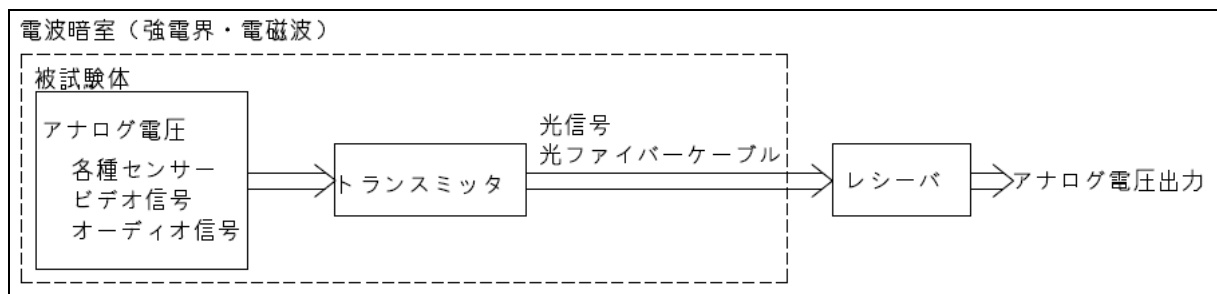 電波暗室(強電界・電磁波)
被試験体
アナログ電圧
各種センサー
ビデオ信号
オーディオ信号
トランスミッタ
光信号
光ファイバーケーブル
レシーバ
アナログ電圧出力